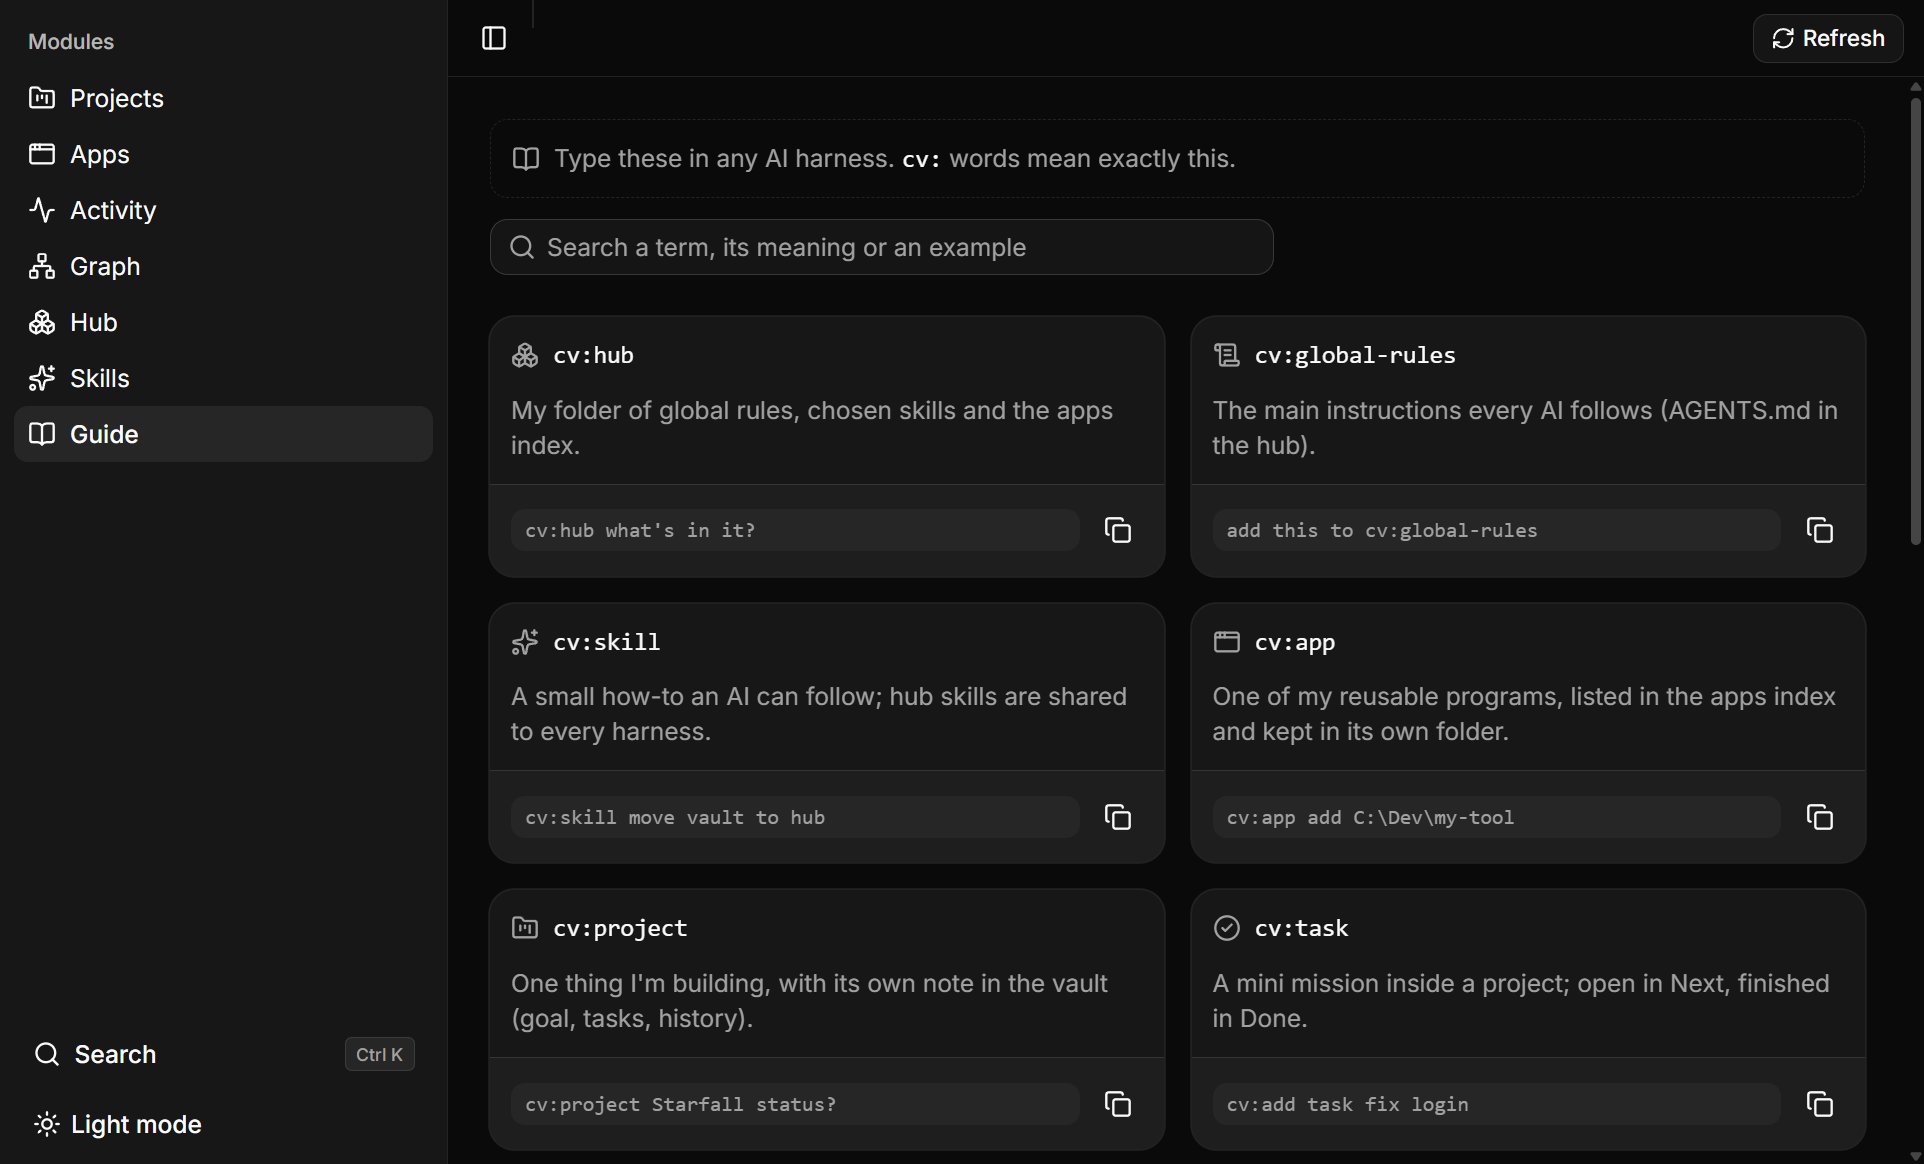 Modules
Projects
Apps
Activity
Graph
Hub
Skills
Guide
Search
Ctrl K
Light mode
Refresh
Type these in any AI harness. cv: words mean exactly this.
Search a term, its meaning or an example
cv:hub
My folder of global rules, chosen skills and the apps
index.
cv:hub what's in it?
cv:global-rules
The main instructions every AI follows (AGENTS.md in
the hub).
add this to cv:global-rules
cv:skill
A small how-to an AI can follow; hub skills are shared
to every harness.
cv:skill move vault to hub
cv:app
One of my reusable programs, listed in the apps index
and kept in its own folder.
cv:app add C:\Dev\my-tool
cv:project
One thing I'm building, with its own note in the vault
(goal, tasks, history).
cv:project Starfall status?
cv:task
A mini mission inside a project; open in Next, finished
in Done.
cv:add task fix login